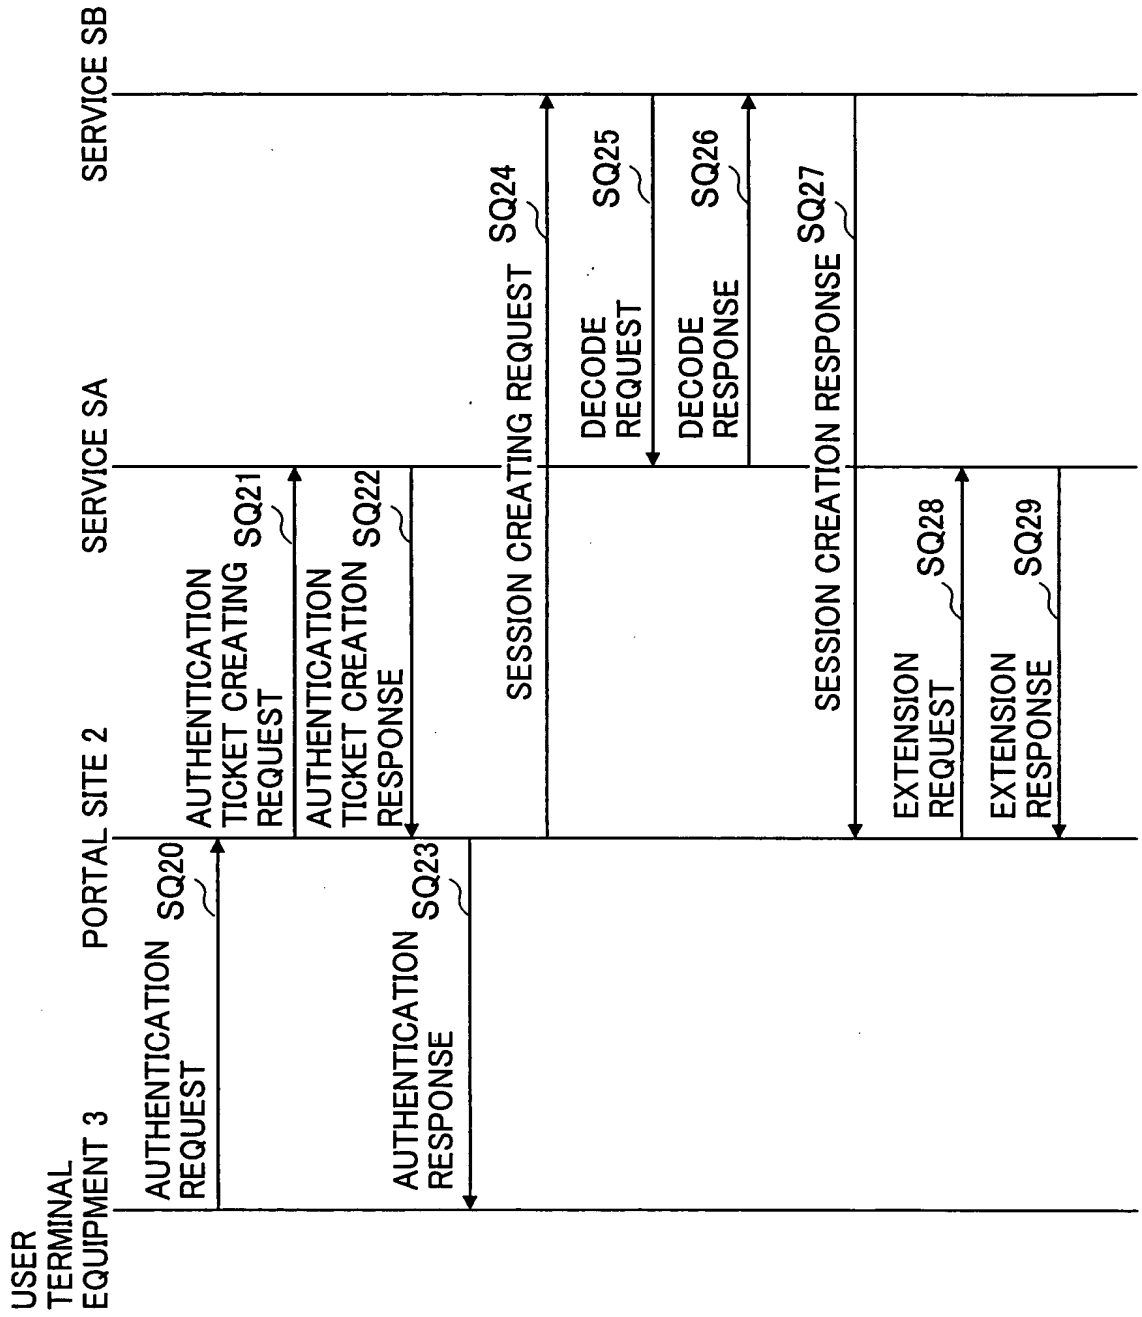 USER
TERMINAL
EQUIPMENT 3
PORTAL SITE 2
SERVICE SA
SERVICE SB
AUTHENTICATION
REQUEST
SQ20
AUTHENTICATION
TICKET CREATING
REQUEST
SQ21
AUTHENTICATION
TICKET CREATION
RESPONSE
SQ22
AUTHENTICATION
RESPONSE
SQ23
SESSION CREATING REQUEST
SQ24
DECODE
REQUEST
SQ25
DECODE
RESPONSE
SQ26
SESSION CREATION RESPONSE
SQ27
EXTENSION
REQUEST
SQ28
EXTENSION
RESPONSE
SQ29